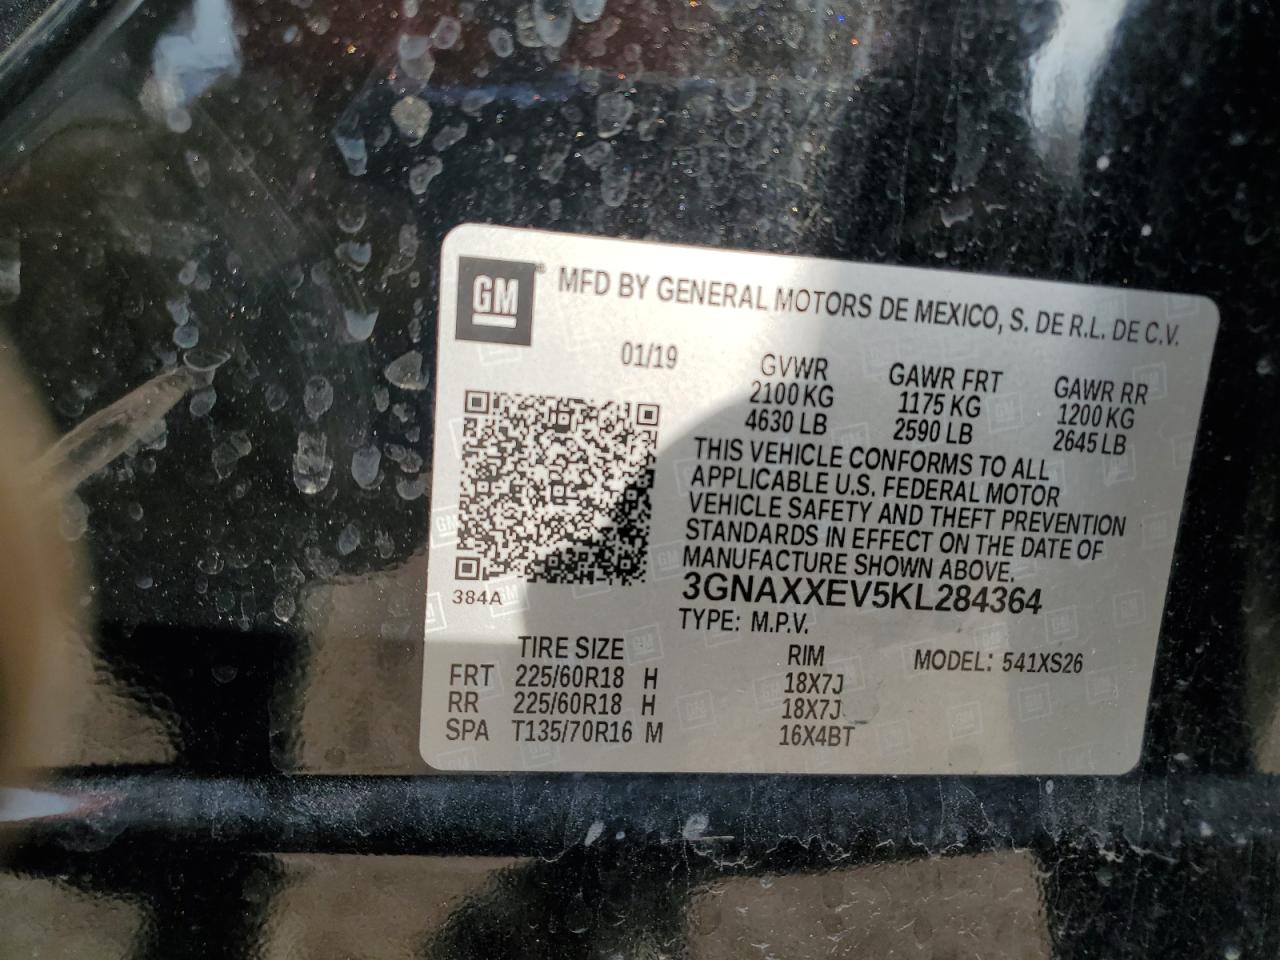 GM® MFD BY GENERAL MOTORS DE MEXICO, S. DE R.L. DE C.V.
01/19
GVWR GAWR FRT GAWR RR
2100 KG 1175 KG 1200 KG
4630 LB 2590 LB 2645 LB
THIS VEHICLE CONFORMS TO ALL
APPLICABLE U.S. FEDERAL MOTOR
VEHICLE SAFETY AND THEFT PREVENTION
STANDARDS IN EFFECT ON THE DATE OF
MANUFACTURE SHOWN ABOVE.
384A
3GNAXXEV5KL284364
TYPE: M.P.V.
TIRE SIZE RIM MODEL: 541XS26
FRT 225/60R18 H 18X7J
RR 225/60R18 H 18X7J
SPA T135/70R16 M 16X4BT